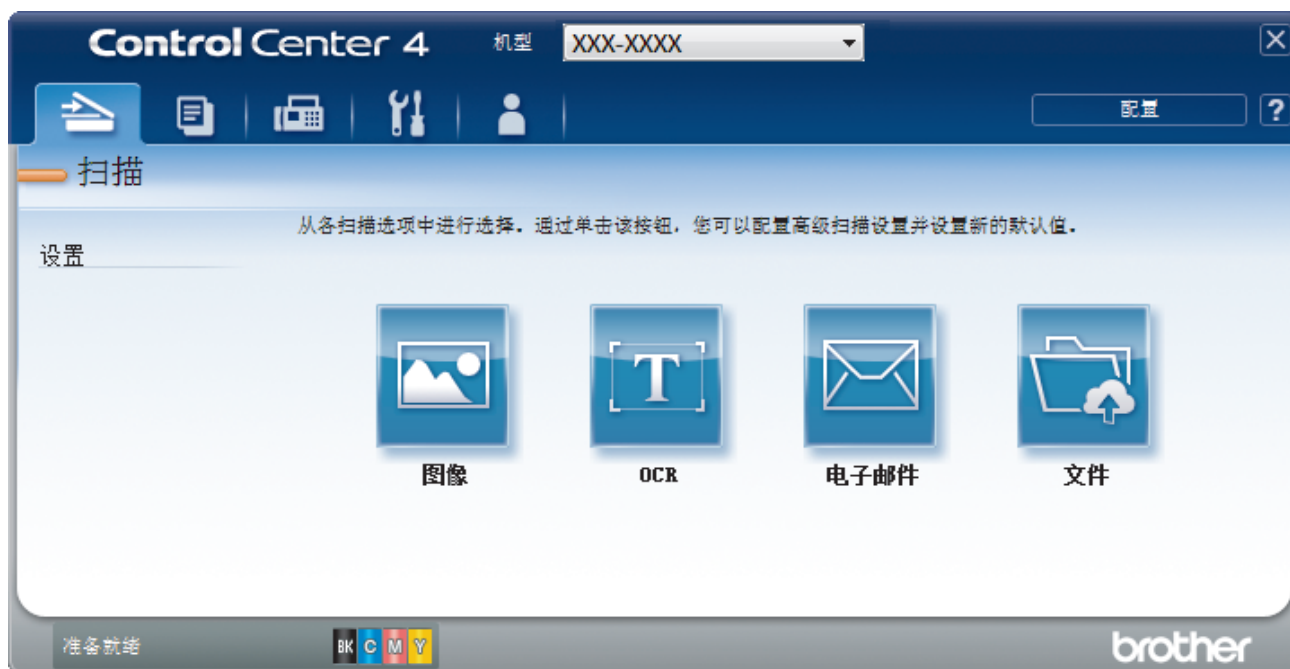 Control Center 4 机型 XXX-XXXX
配置 ?
扫描
从各扫描选项中进行选择。通过单击该按钮，您可以配置高级扫描设置并设置新的默认值。
设置
T
图像 OCR 电子邮件 文件
准备就绪 BK C M Y brother